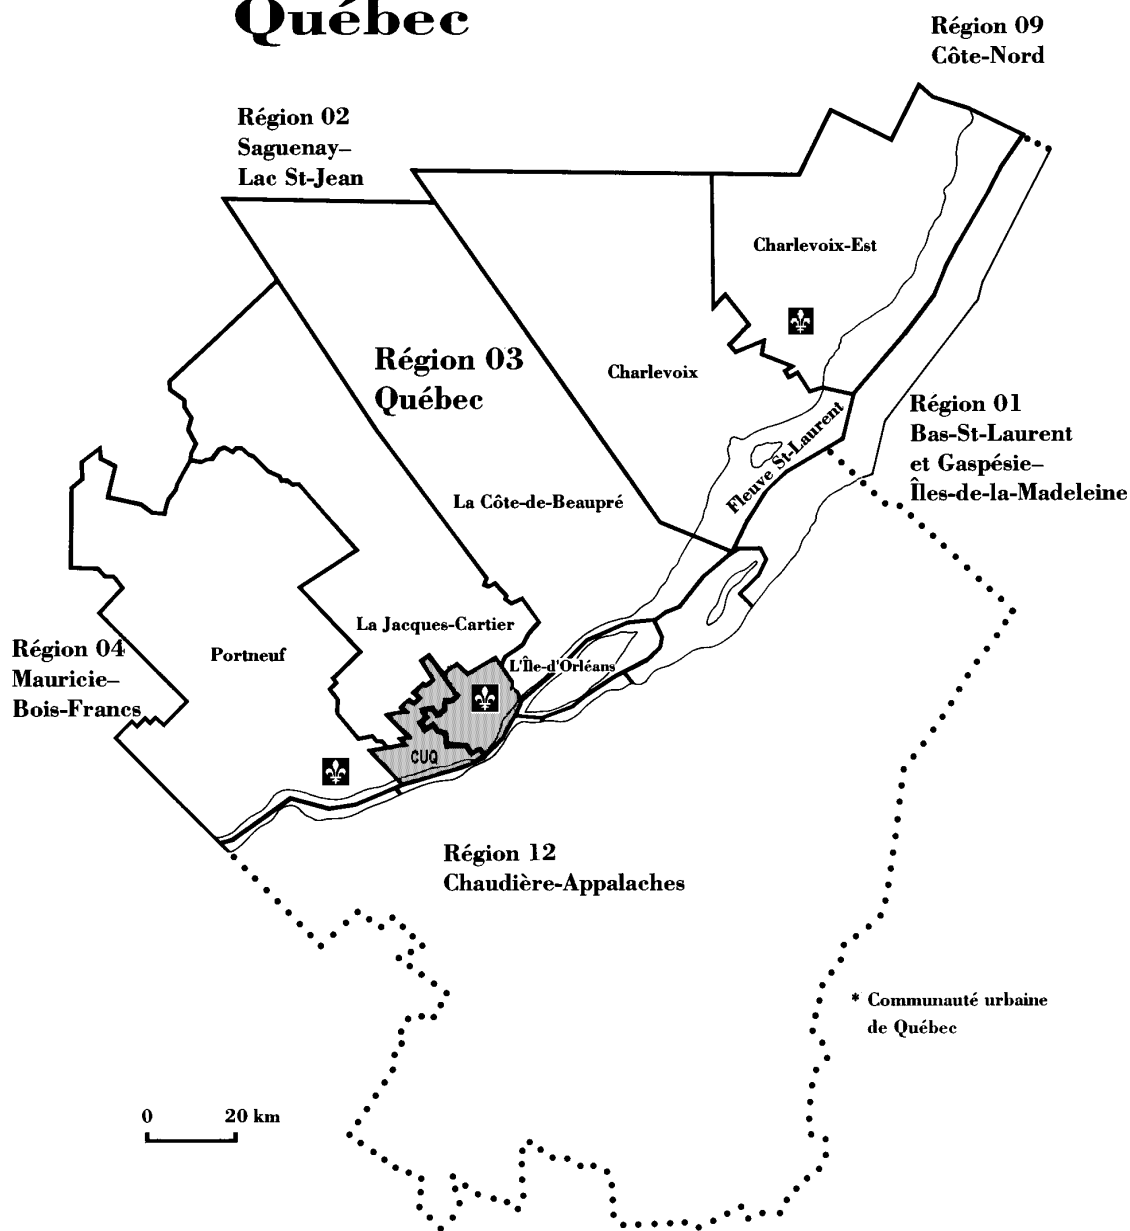 Québec
Région 09
Côte-Nord
Région 02
Saguenay–
Lac St-Jean
Charlevoix-Est
Région 03
Québec
Charlevoix
Région 01
Bas-St-Laurent
et Gaspésie–
Îles-de-la-Madeleine
Fleuve St-Laurent
La Côte-de-Beaupré
La Jacques-Cartier
Région 04
Mauricie–
Bois-Francs
Portneuf
L'Île-d'Orléans
CUQ
Région 12
Chaudière-Appalaches
* Communauté urbaine
de Québec
0 20 km